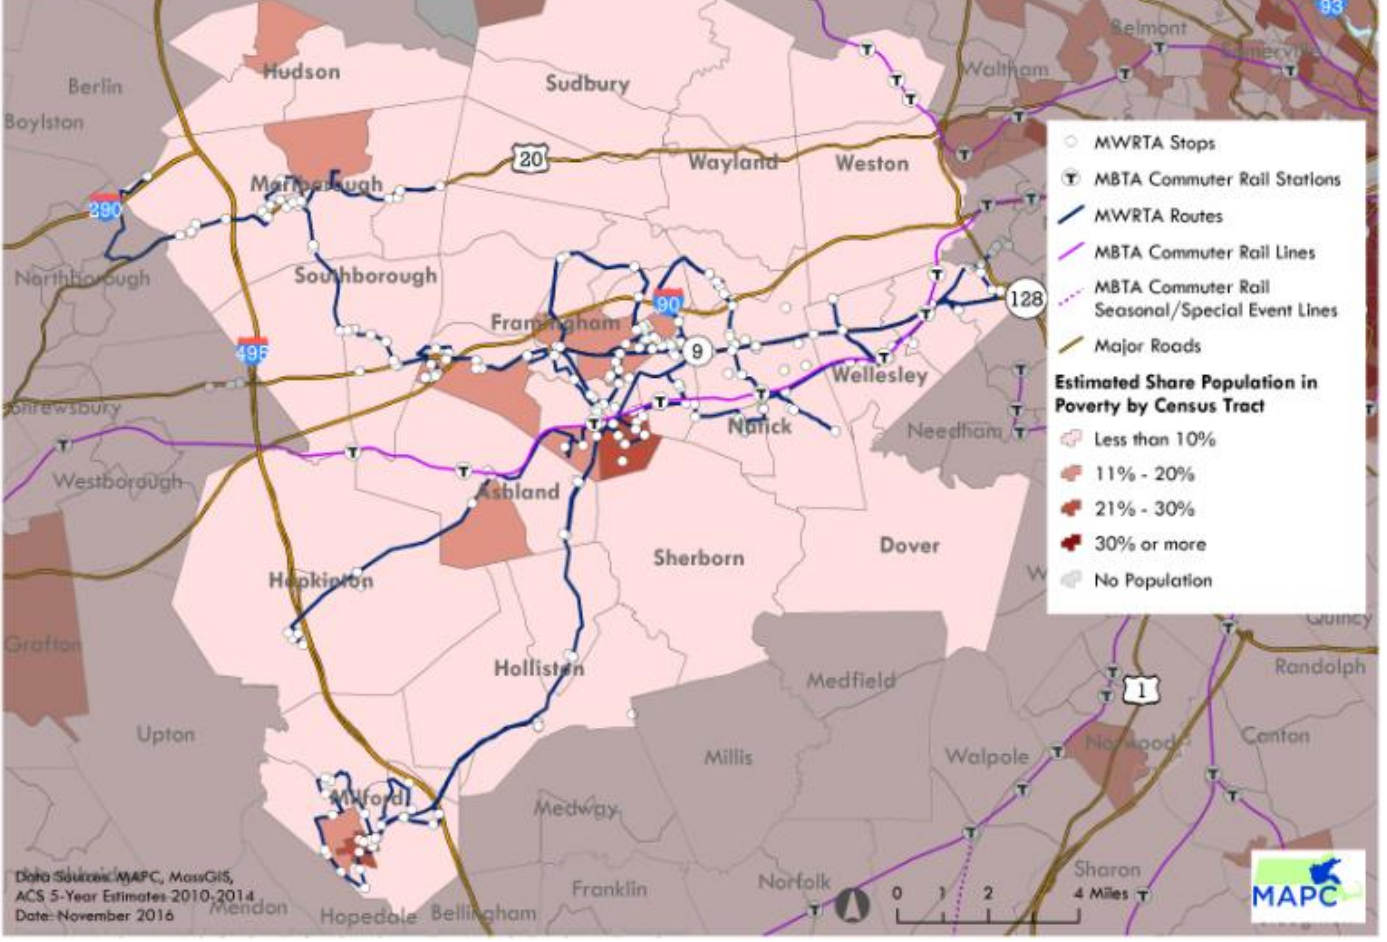 93
Belmont
Hudson
Sudbury
Waltham
Somerville
Berlin
Boylston
20
Wayland
Weston
Marlborough
290
Northborough
Southborough
90
128
Framingham
495
9
Wellesley
Shrewsbury
Natick
Needham
Westborough
Ashland
Sherborn
Dover
Hopkinton
W
Grafton
Quincy
Holliston
Medfield
Randolph
1
Upton
Millis
Walpole
Norwood
Canton
Milford
Medway
Sharon
Norfolk
Franklin
Mendon
Hopedale
Bellingham
MWRTA Stops
T MBTA Commuter Rail Stations
MWRTA Routes
MBTA Commuter Rail Lines
MBTA Commuter Rail
Seasonal/Special Event Lines
Major Roads
Estimated Share Population in
Poverty by Census Tract
Less than 10%
11% - 20%
21% - 30%
30% or more
No Population
Data Sources: MAPC, MassGIS,
ACS 5-Year Estimates 2010-2014
Date: November 2016
0 1 2 4 Miles
MAPC